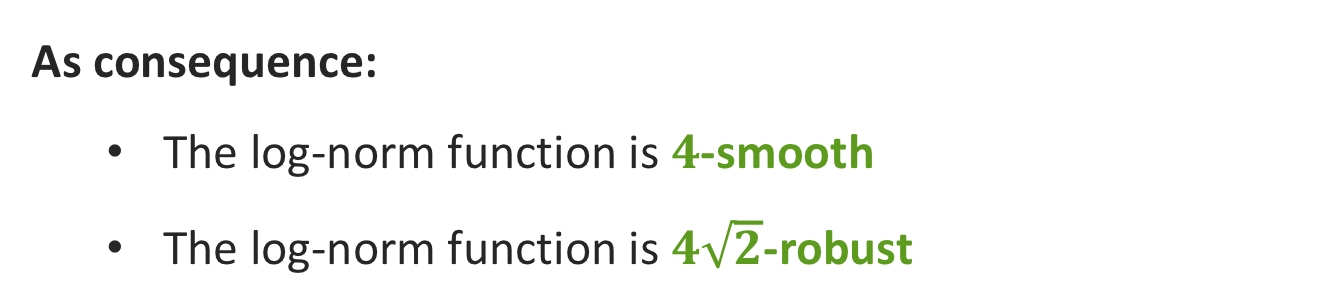 As consequence:
• The log-norm function is 4-smooth
• The log-norm function is 4√2-robust